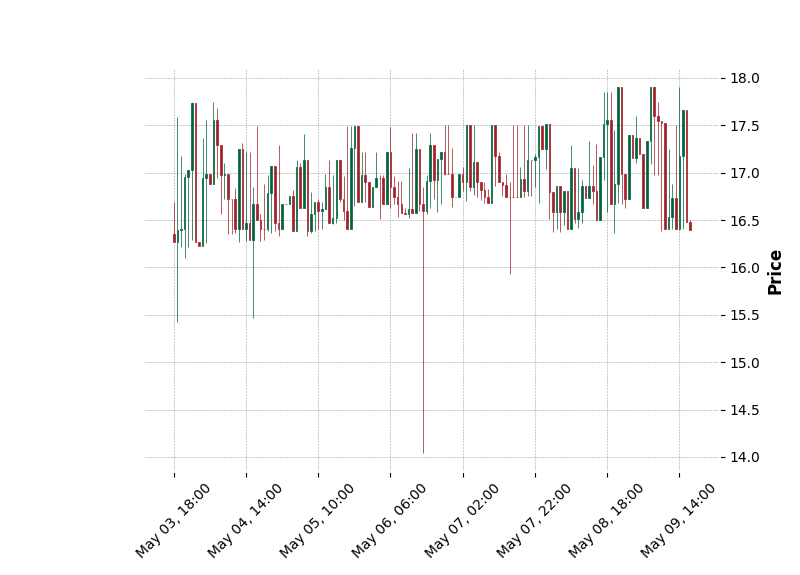 18.0
17.5
17.0
16.5
16.0
15.5
15.0
14.5
14.0
Price
May 03, 18:00
May 04, 14:00
May 05, 10:00
May 06, 06:00
May 07, 02:00
May 07, 22:00
May 08, 18:00
May 09, 14:00